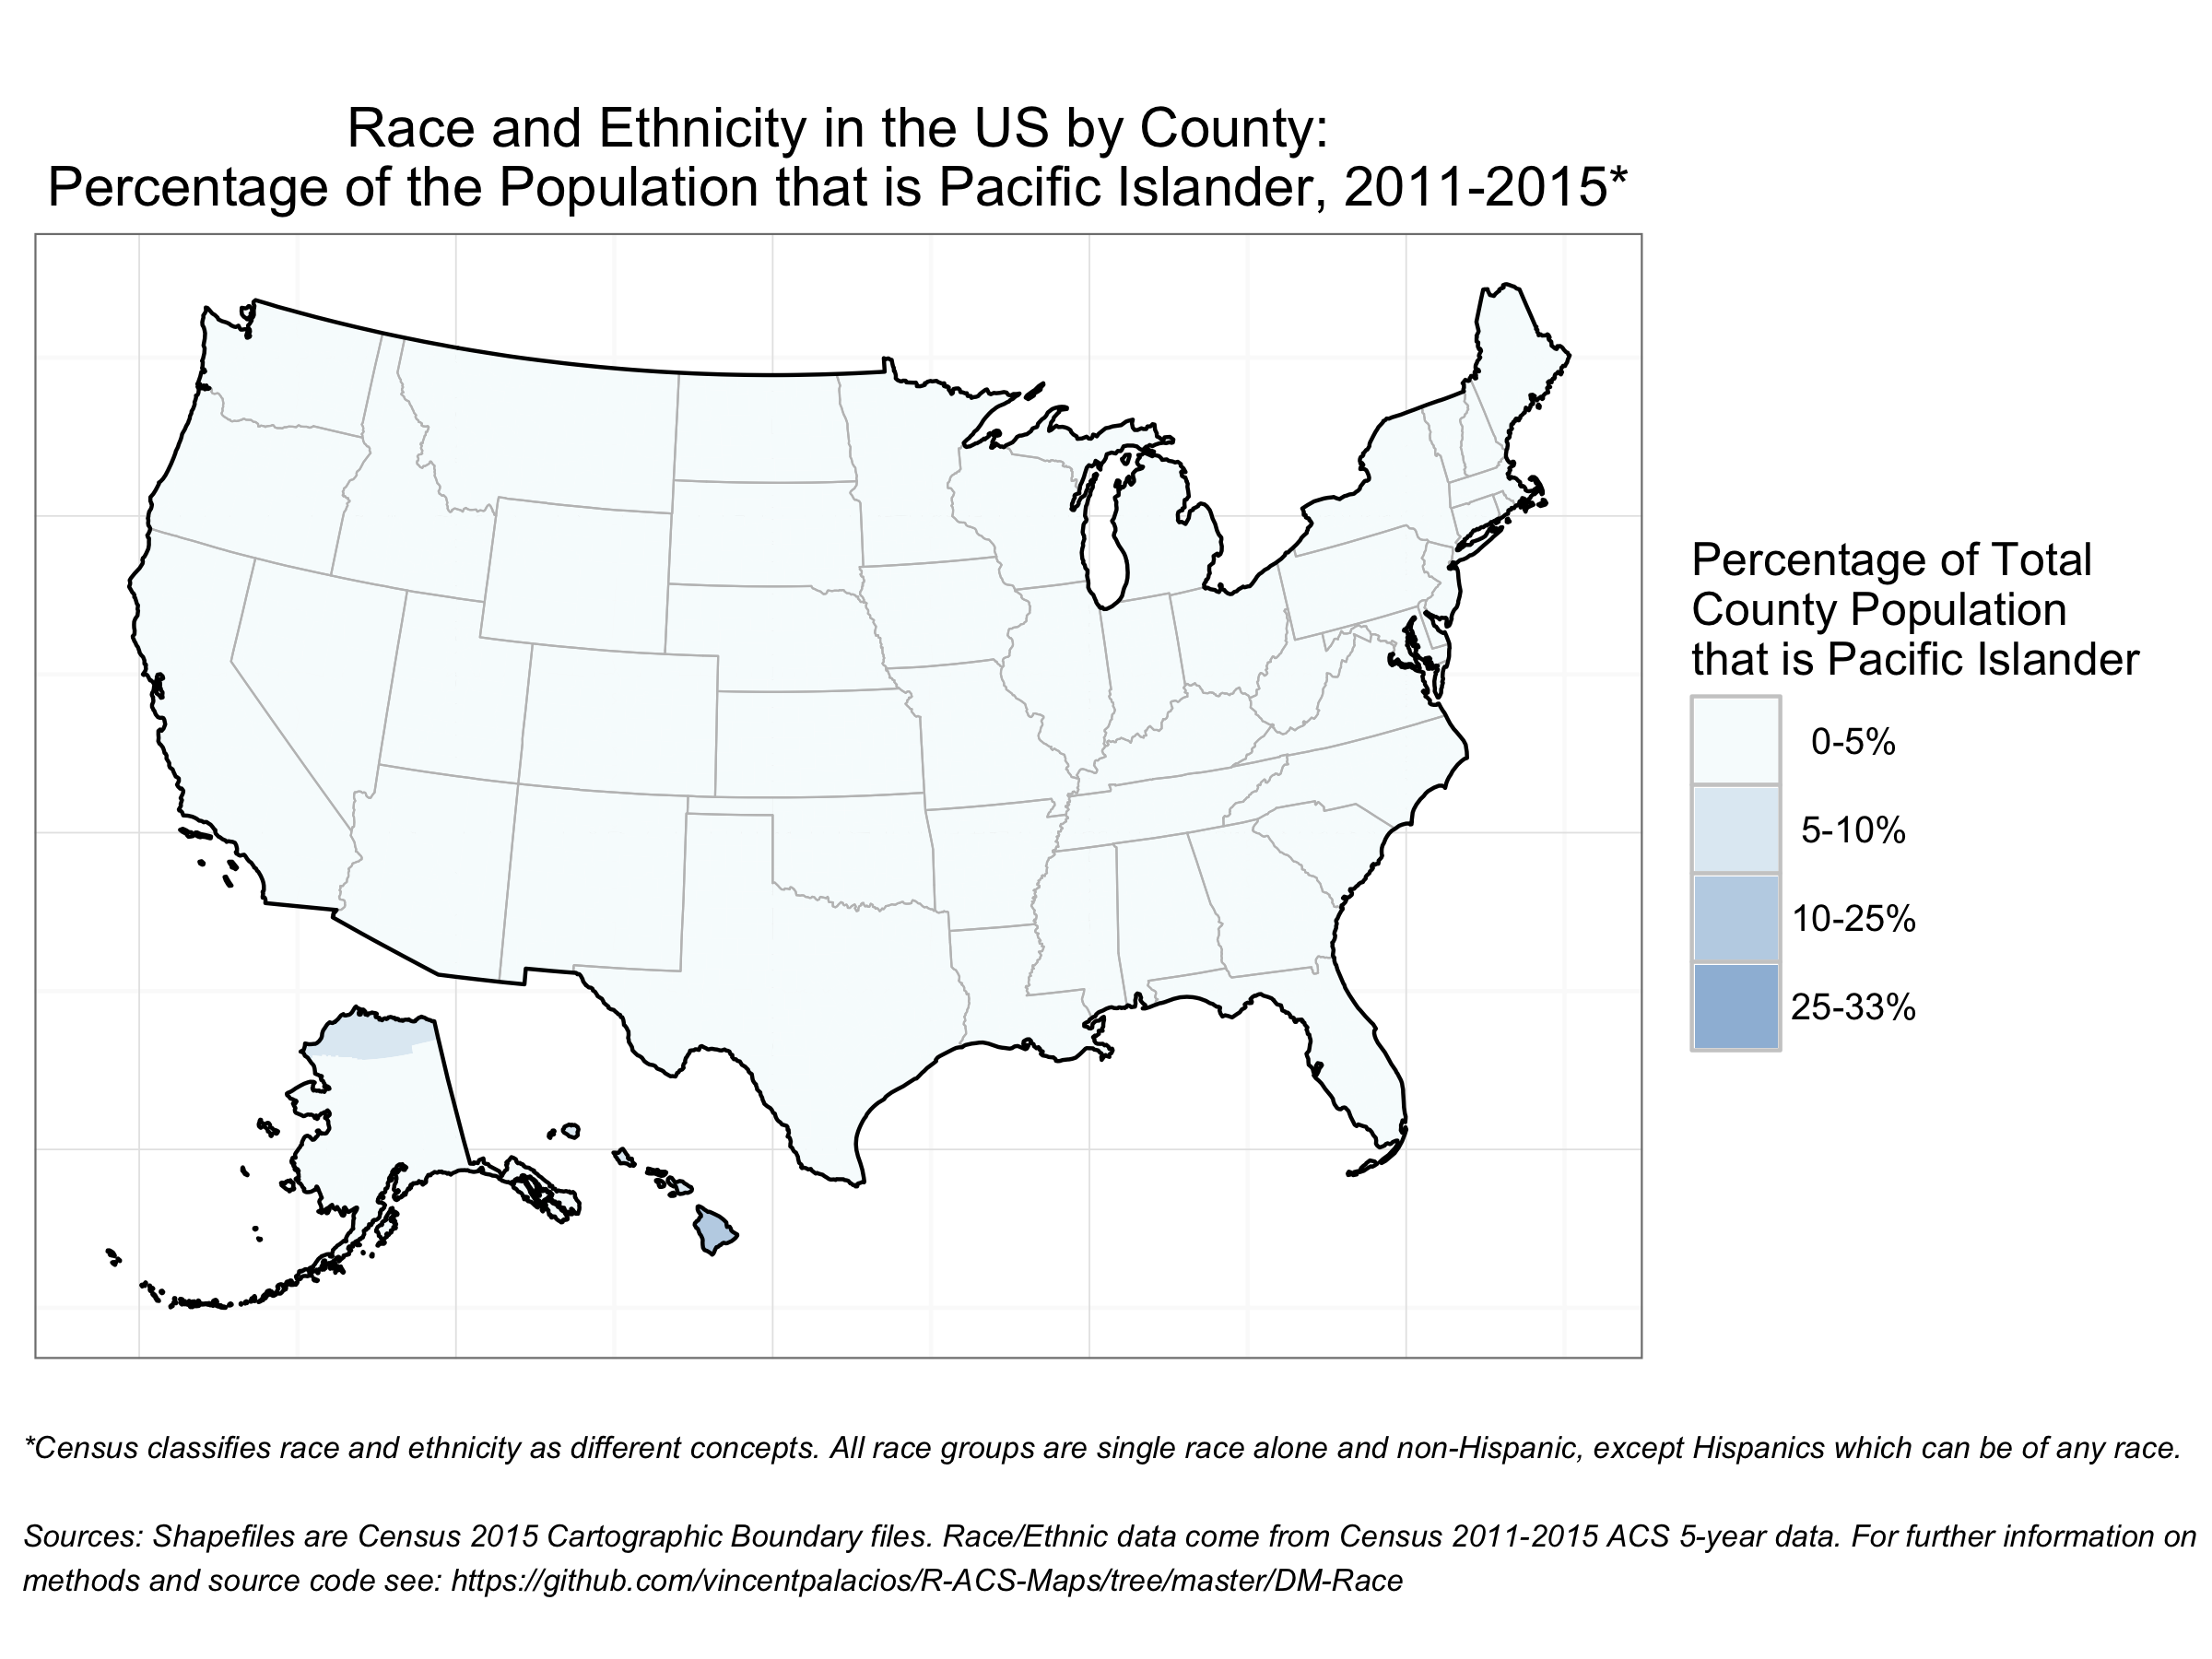 Race and Ethnicity in the US by County:
Percentage of the Population that is Pacific Islander, 2011-2015*
Percentage of Total
County Population
that is Pacific Islander
0-5%
5-10%
10-25%
25-33%
*Census classifies race and ethnicity as different concepts. All race groups are single race alone and non-Hispanic, except Hispanics which can be of any race.
Sources: Shapefiles are Census 2015 Cartographic Boundary files. Race/Ethnic data come from Census 2011-2015 ACS 5-year data. For further information on
methods and source code see: https://github.com/vincentpalacios/R-ACS-Maps/tree/master/DM-Race